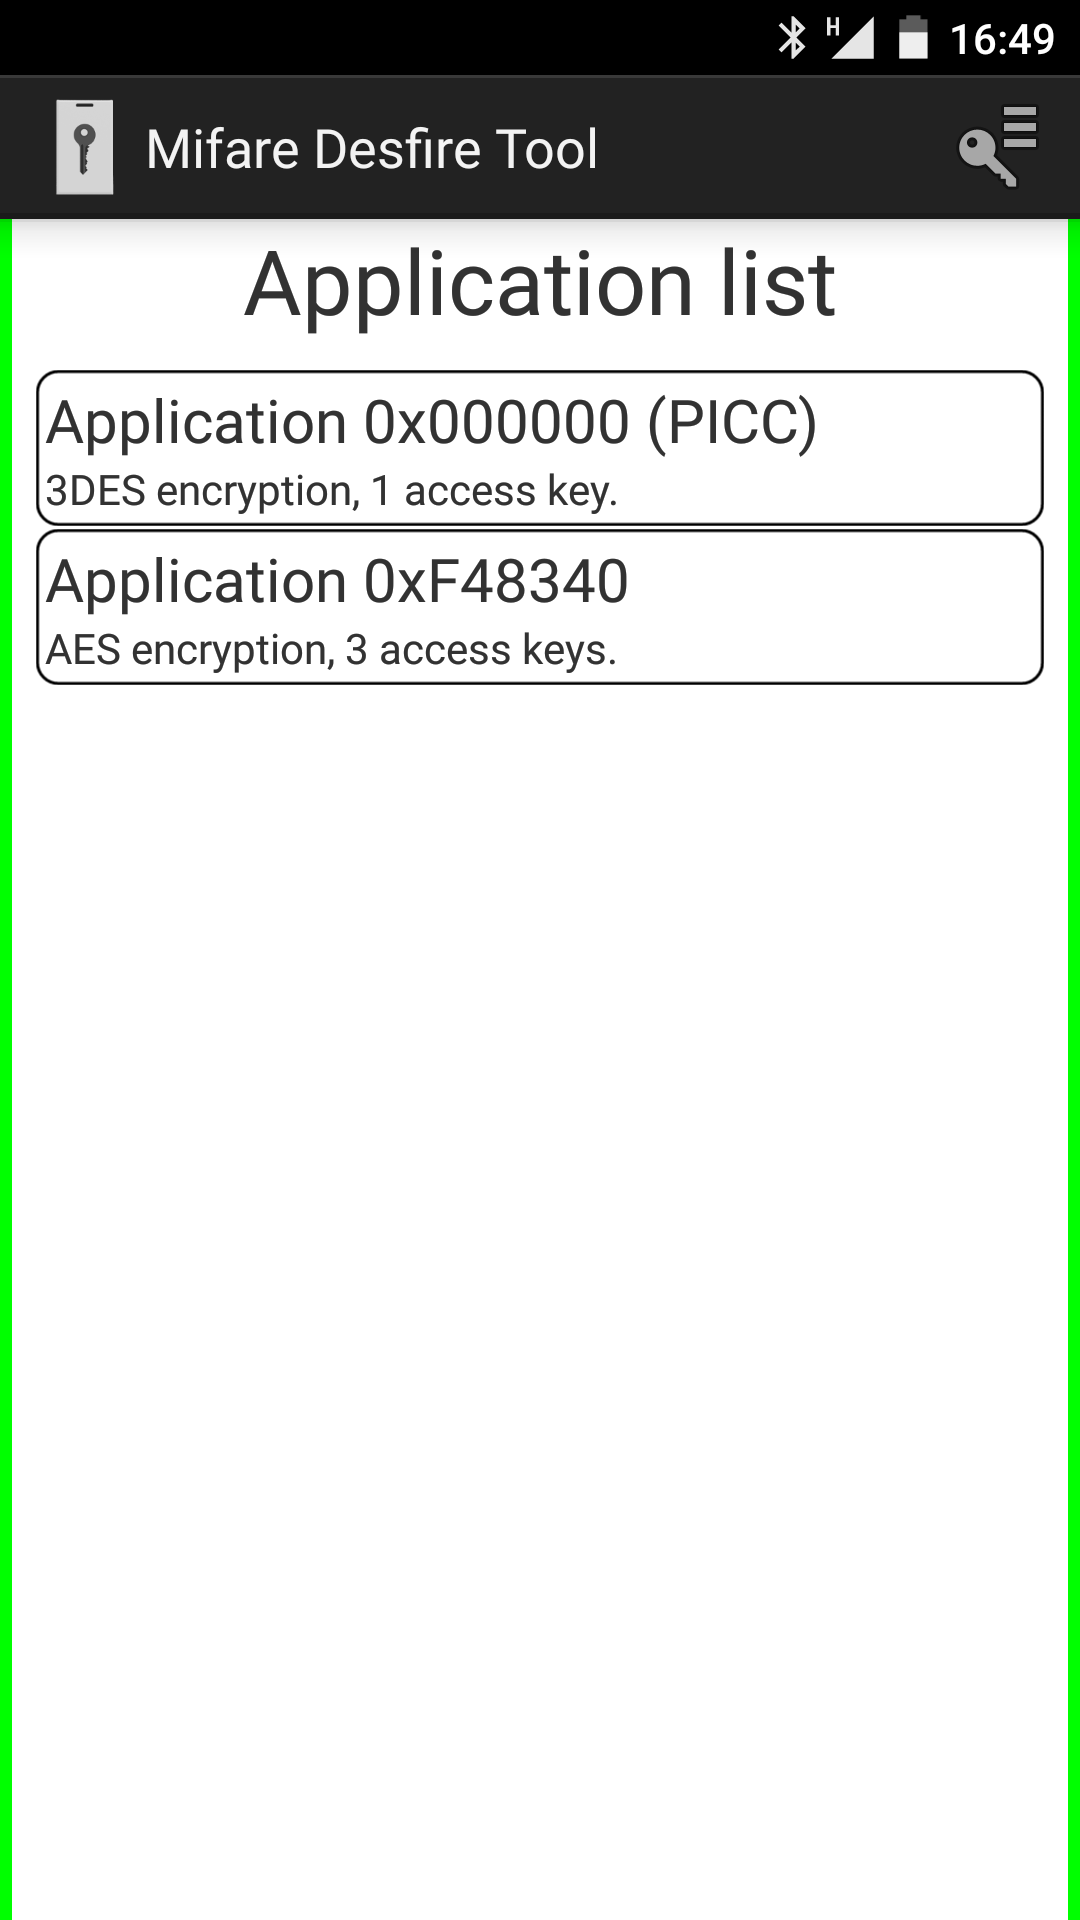 H 16:49
Mifare Desfire Tool
Application list
Application 0x000000 (PICC)
3DES encryption, 1 access key.
Application 0xF48340
AES encryption, 3 access keys.